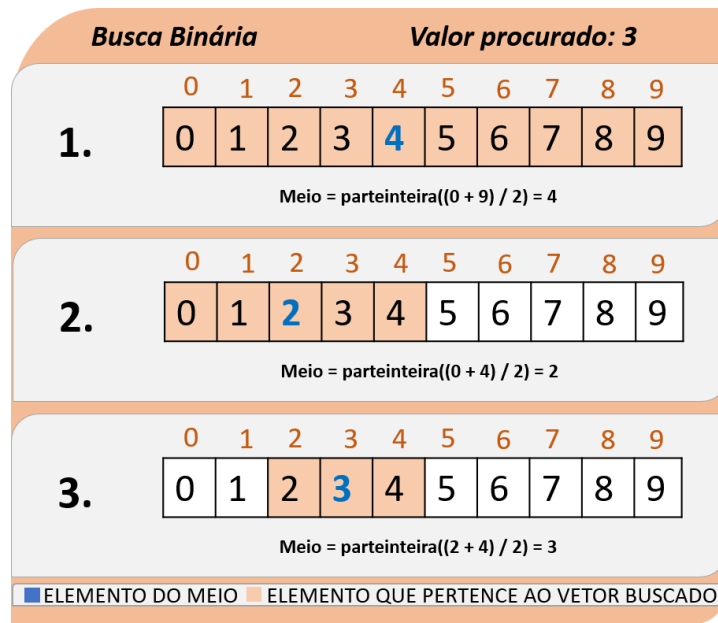 Busca Binária Valor procurado: 3
0 1 2 3 4 5 6 7 8 9
1. 0 1 2 3 4 5 6 7 8 9
Meio = parteinteira((0 + 9) / 2) = 4
0 1 2 3 4 5 6 7 8 9
2. 0 1 2 3 4 5 6 7 8 9
Meio = parteinteira((0 + 4) / 2) = 2
0 1 2 3 4 5 6 7 8 9
3. 0 1 2 3 4 5 6 7 8 9
Meio = parteinteira((2 + 4) / 2) = 3
ELEMENTO DO MEIO ELEMENTO QUE PERTENCE AO VETOR BUSCADO